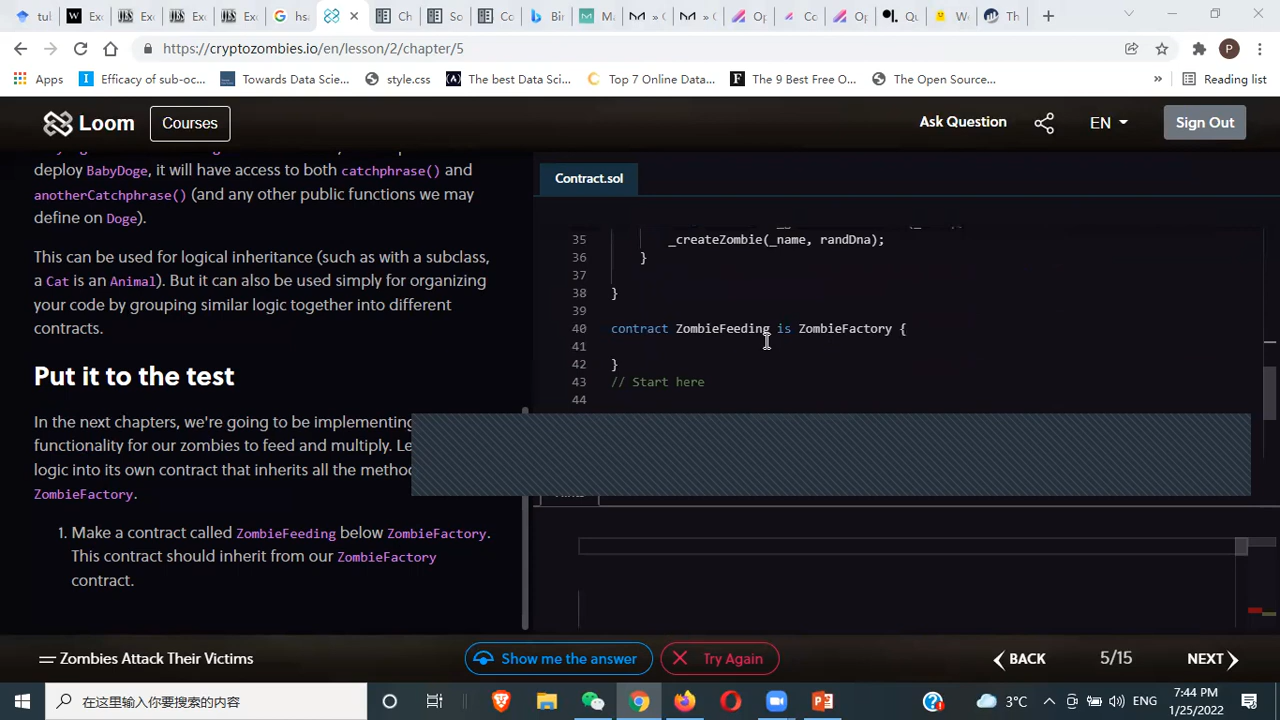 tul
Ex
Ex
Ex
hs
Ch
So
Co
Bin
Ma
» C
» C
Op
Co
Op
Qu
W
Th
https://cryptozombies.io/en/lesson/2/chapter/5
Apps
Efficacy of sub-oc...
Towards Data Scie...
style.css
The best Data Sci...
Top 7 Online Data...
The 9 Best Free O...
The Open Source...
»
Reading list
Loom
Courses
Ask Question
EN
Sign Out
deploy BabyDoge, it will have access to both catchphrase() and
anotherCatchphrase() (and any other public functions we may
define on Doge).
This can be used for logical inheritance (such as with a subclass,
a Cat is an Animal). But it can also be used simply for organizing
your code by grouping similar logic together into different
contracts.
Put it to the test
In the next chapters, we're going to be implementing
functionality for our zombies to feed and multiply. Le
logic into its own contract that inherits all the method
ZombieFactory.
1. Make a contract called ZombieFeeding below ZombieFactory.
This contract should inherit from our ZombieFactory
contract.
Contract.sol
35 _createZombie(_name, randDna);
36 }
37
38 }
39
40 contract ZombieFeeding is ZombieFactory {
41
42 }
43 // Start here
44
Zombies Attack Their Victims
Show me the answer
Try Again
BACK
5/15
NEXT
在这里输入你要搜索的内容
3°C
ENG
7:44 PM
1/25/2022